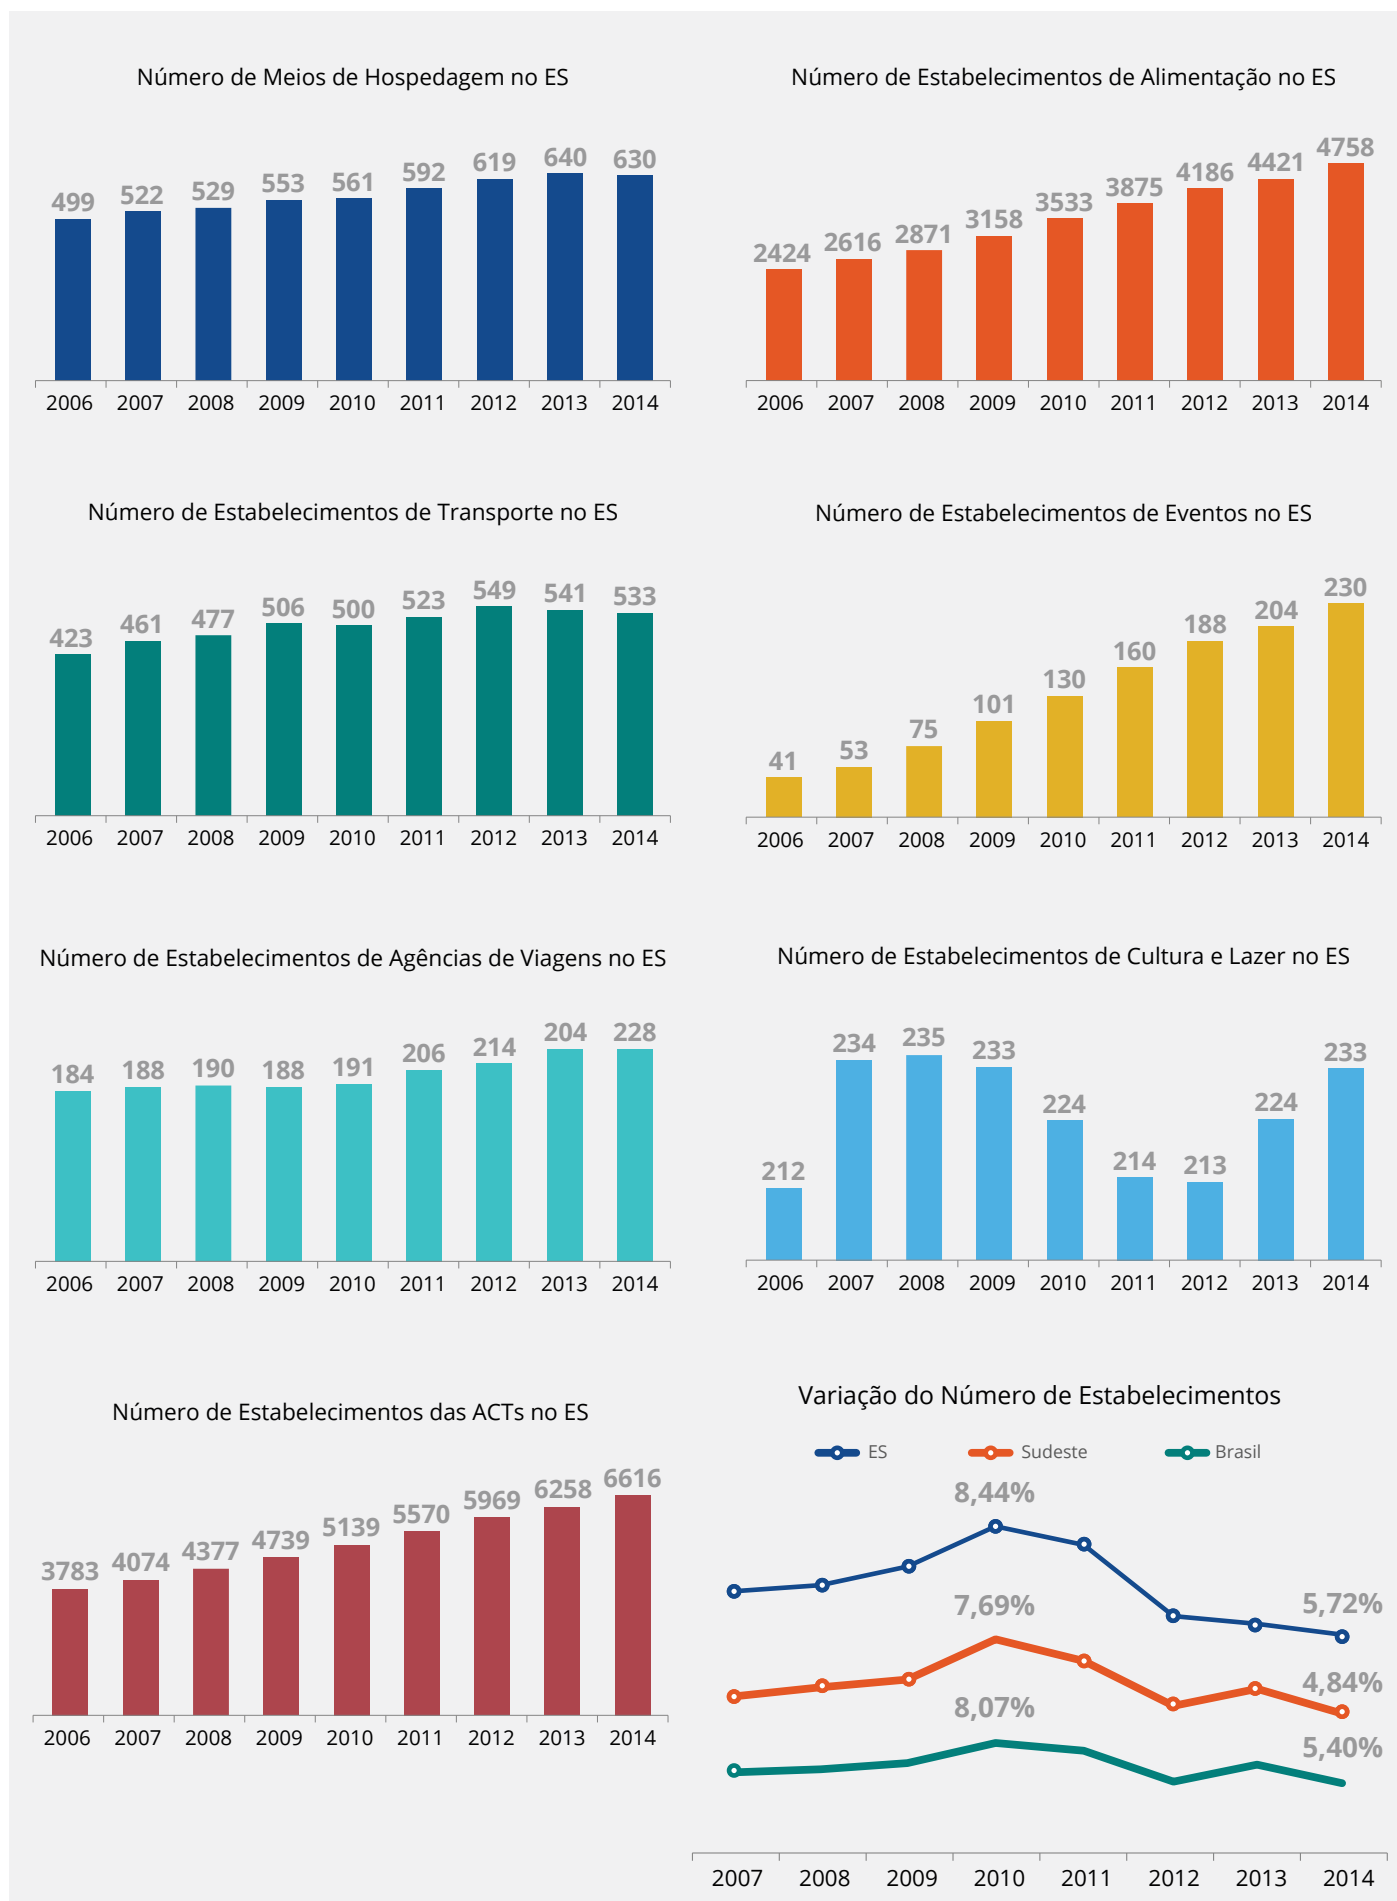 Número de Meios de Hospedagem no ES
499 522 529 553 561 592 619 640 630
2006 2007 2008 2009 2010 2011 2012 2013 2014
Número de Estabelecimentos de Alimentação no ES
2424 2616 2871 3158 3533 3875 4186 4421 4758
2006 2007 2008 2009 2010 2011 2012 2013 2014
Número de Estabelecimentos de Transporte no ES
423 461 477 506 500 523 549 541 533
2006 2007 2008 2009 2010 2011 2012 2013 2014
Número de Estabelecimentos de Eventos no ES
41 53 75 101 130 160 188 204 230
2006 2007 2008 2009 2010 2011 2012 2013 2014
Número de Estabelecimentos de Agências de Viagens no ES
184 188 190 188 191 206 214 204 228
2006 2007 2008 2009 2010 2011 2012 2013 2014
Número de Estabelecimentos de Cultura e Lazer no ES
212 234 235 233 224 214 213 224 233
2006 2007 2008 2009 2010 2011 2012 2013 2014
Número de Estabelecimentos das ACTs no ES
3783 4074 4377 4739 5139 5570 5969 6258 6616
2006 2007 2008 2009 2010 2011 2012 2013 2014
Variação do Número de Estabelecimentos
ES Sudeste Brasil
8,44%
5,72%
7,69%
4,84%
8,07%
5,40%
2007 2008 2009 2010 2011 2012 2013 2014